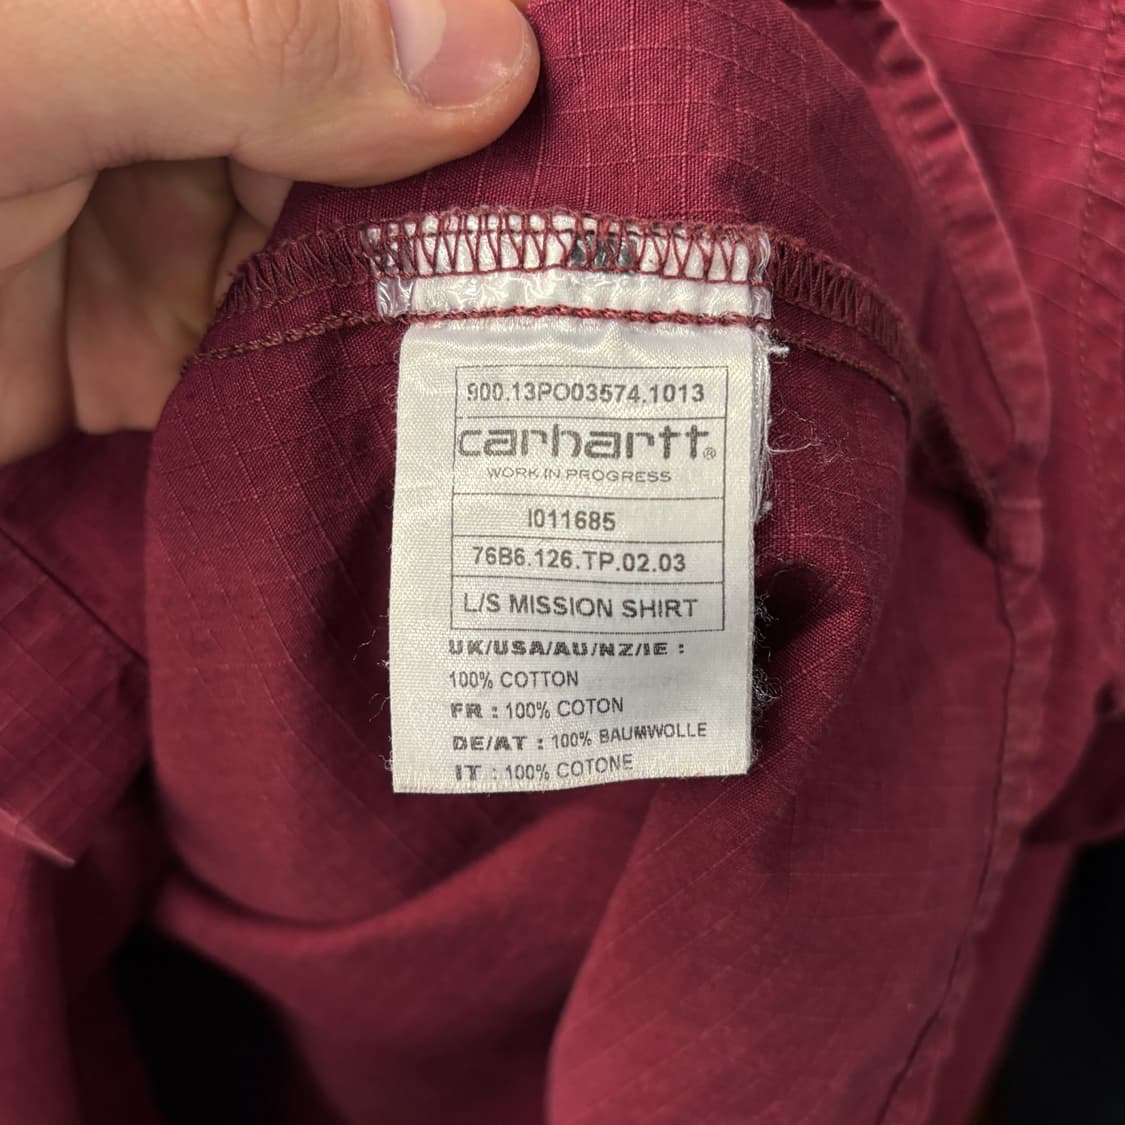 900.13PO03574.1013
carhartt®
WORK IN PROGRESS
I011685
76B6.126.TP.02.03
L/S MISSION SHIRT
UK/USA/AU/NZ/IE :
100% COTTON
FR : 100% COTON
DE/AT : 100% BAUMWOLLE
IT : 100% COTONE